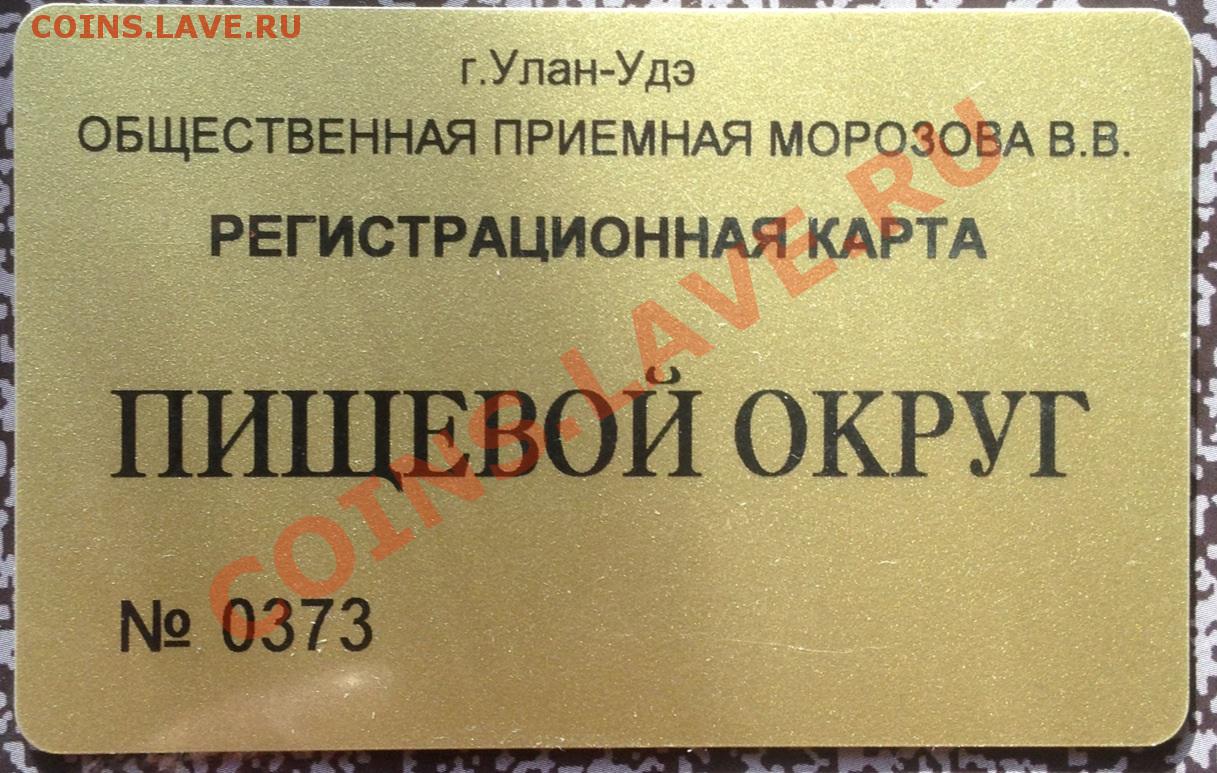 COINS.LAVE.RU
г.Улан-Удэ
ОБЩЕСТВЕННАЯ ПРИЕМНАЯ МОРОЗОВА В.В.
РЕГИСТРАЦИОННАЯ КАРТА
ПИЩЕВОЙ ОКРУГ
COINS.LAVE.RU
№ 0373